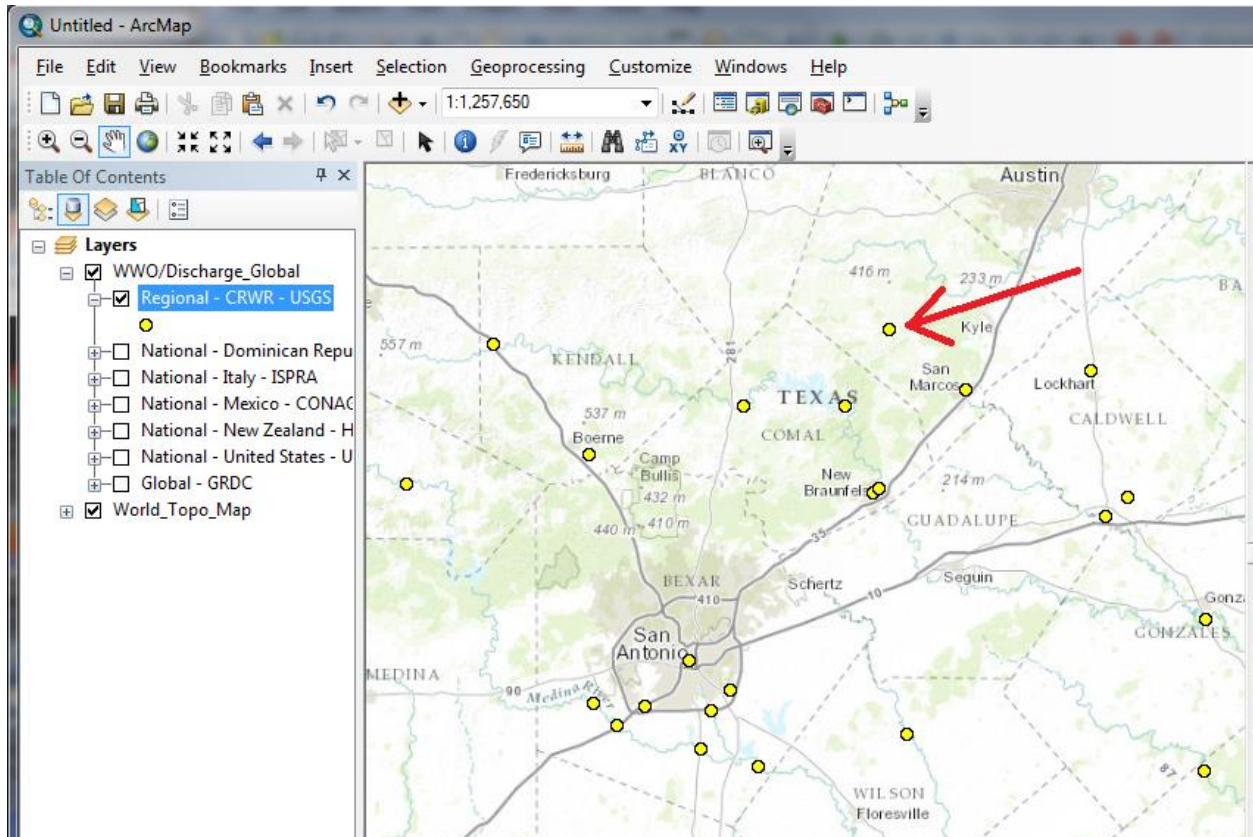 Untitled - ArcMap
File Edit View Bookmarks Insert Selection Geoprocessing Customize Windows Help
1:1,257,650
Table Of Contents
Layers
WWO/Discharge_Global
Regional - CRWR - USGS
National - Dominican Repu
National - Italy - ISPRA
National - Mexico - CONAC
National - New Zealand - H
National - United States - U
Global - GRDC
World_Topo_Map
Fredericksburg
BLANCO
Austin
416 m
233 m
BA
557 m
KENDALL
281
Kyle
San
Marcos
Lockhart
TEXAS
537 m
Boerne
COMAL
CALDWELL
Camp
Bullis
432 m
New
Braunfels
214 m
440 m
410 m
GUADALUPE
35
BEXAR
410
Schertz
10
Seguin
Gonza
GONZALES
San
Antonio
MEDINA
90
Medina River
87
WILSON
Floresville